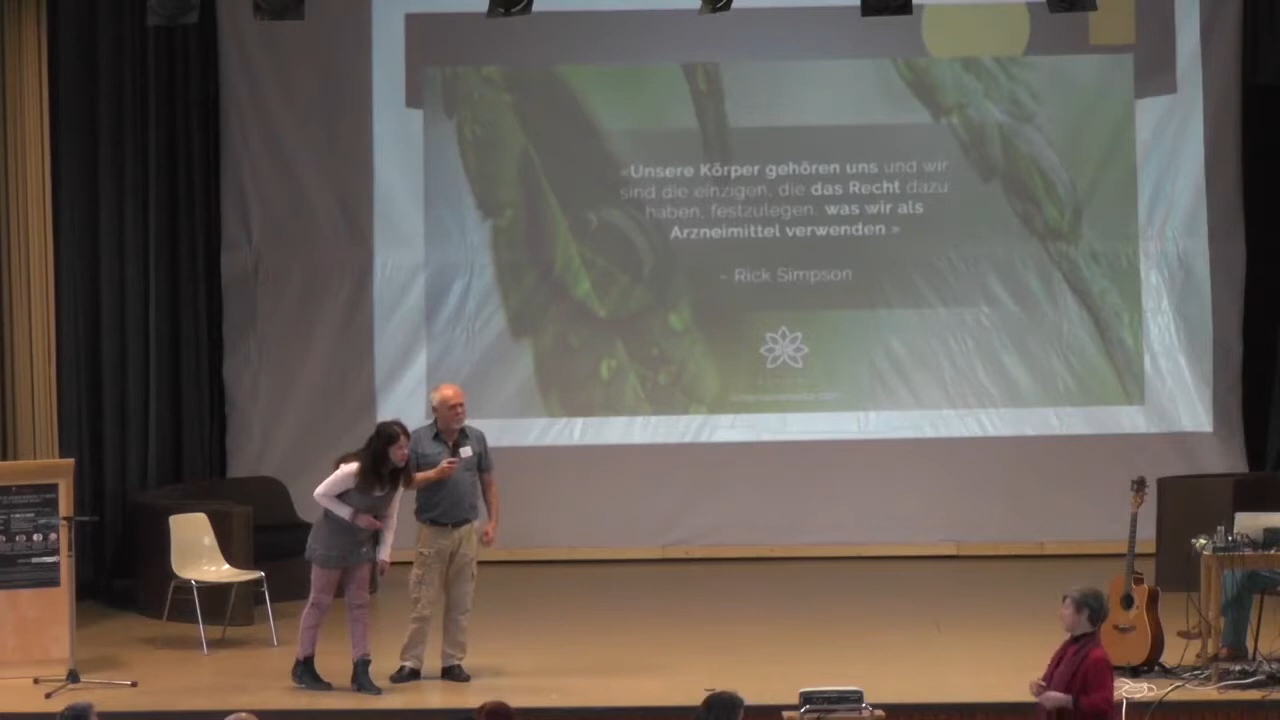 «Unsere Körper gehören uns und wir
sind die einzigen, die das Recht dazu
haben, festzulegen, was wir als
Arzneimittel verwenden.»
- Rick Simpson